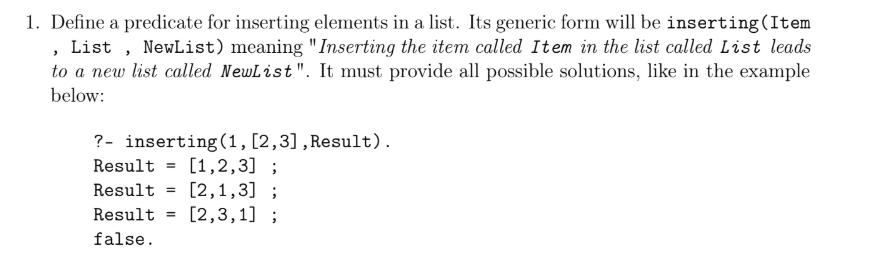 1. Define a predicate for inserting elements in a list. Its generic form will be inserting(Item
, List , NewList) meaning "Inserting the item called Item in the list called List leads
to a new list called NewList". It must provide all possible solutions, like in the example
below:
?- inserting(1,[2,3],Result).
Result = [1,2,3] ;
Result = [2,1,3] ;
Result = [2,3,1] ;
false.